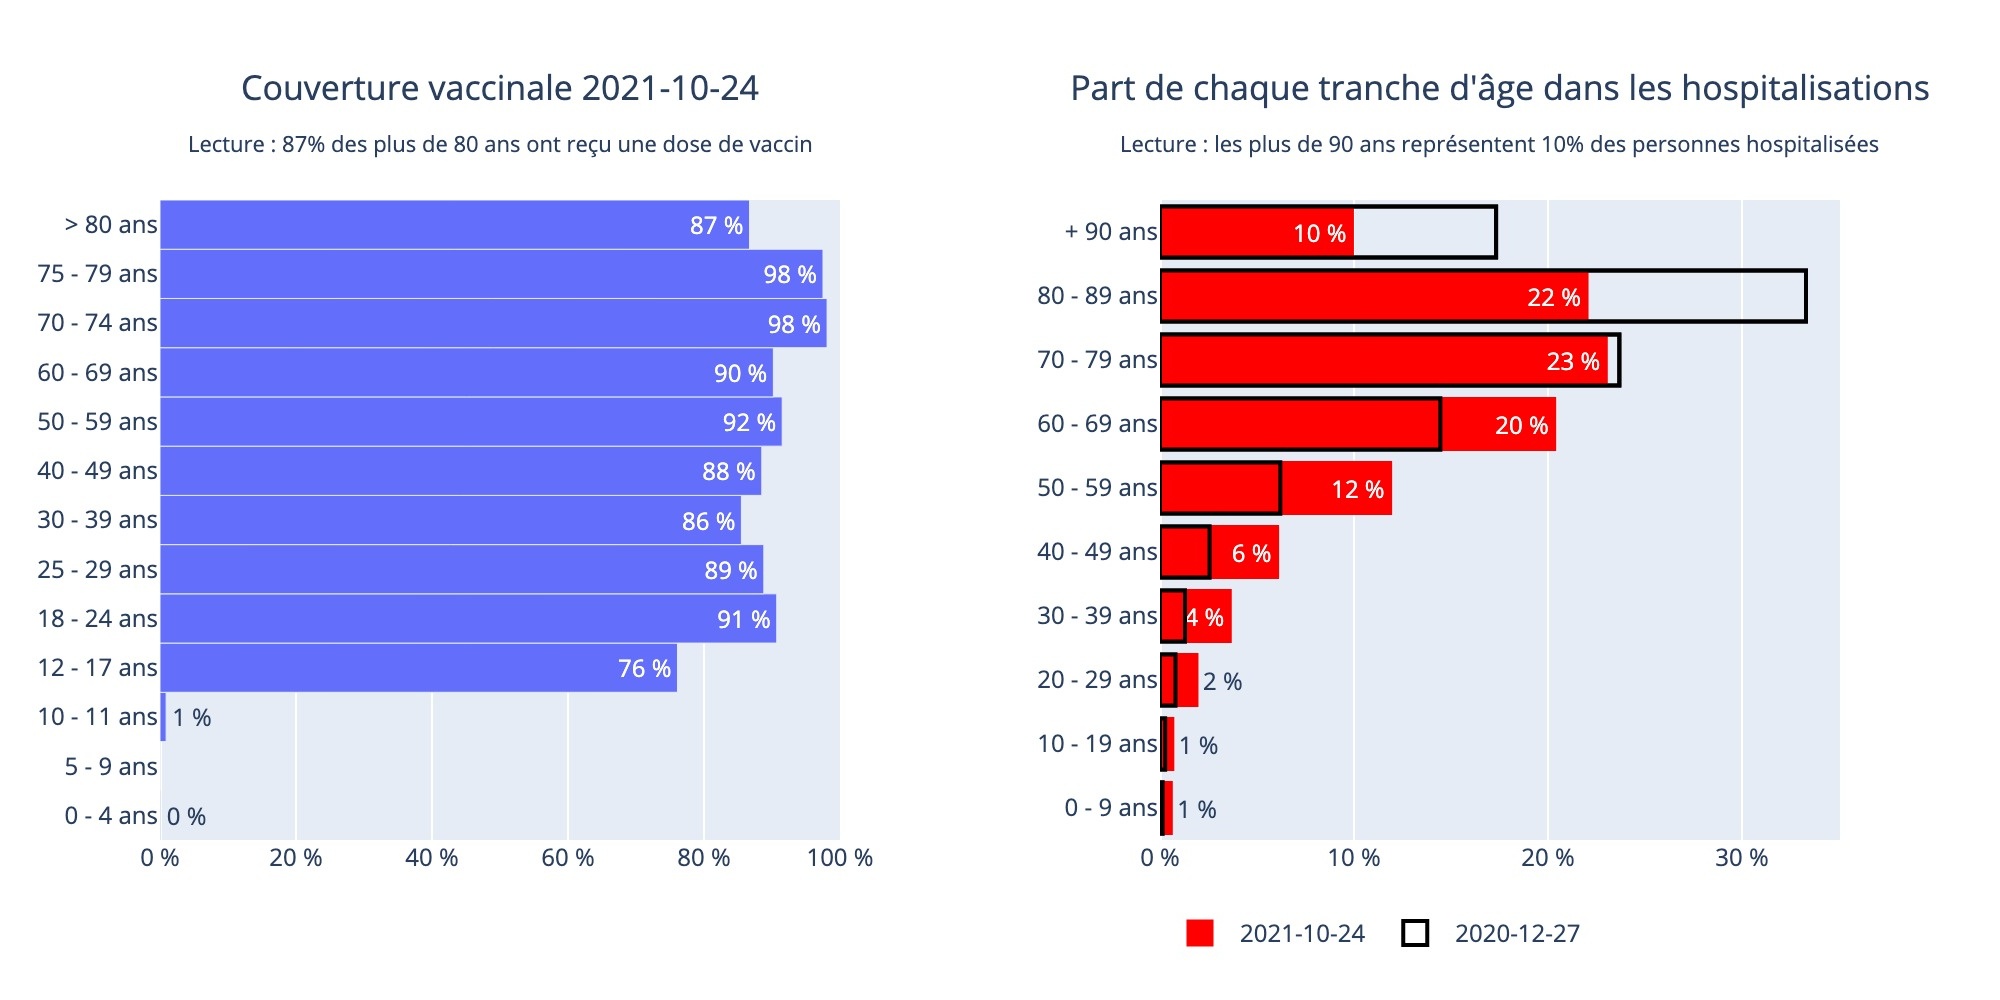 Couverture vaccinale 2021-10-24
Lecture : 87% des plus de 80 ans ont reçu une dose de vaccin
> 80 ans 87 %
75 - 79 ans 98 %
70 - 74 ans 98 %
60 - 69 ans 90 %
50 - 59 ans 92 %
40 - 49 ans 88 %
30 - 39 ans 86 %
25 - 29 ans 89 %
18 - 24 ans 91 %
12 - 17 ans 76 %
10 - 11 ans 1 %
5 - 9 ans
0 - 4 ans 0 %
0 % 20 % 40 % 60 % 80 % 100 %
Part de chaque tranche d'âge dans les hospitalisations
Lecture : les plus de 90 ans représentent 10% des personnes hospitalisées
+ 90 ans 10 %
80 - 89 ans 22 %
70 - 79 ans 23 %
60 - 69 ans 20 %
50 - 59 ans 12 %
40 - 49 ans 6 %
30 - 39 ans 4 %
20 - 29 ans 2 %
10 - 19 ans 1 %
0 - 9 ans 1 %
0 % 10 % 20 % 30 %
2021-10-24 2020-12-27